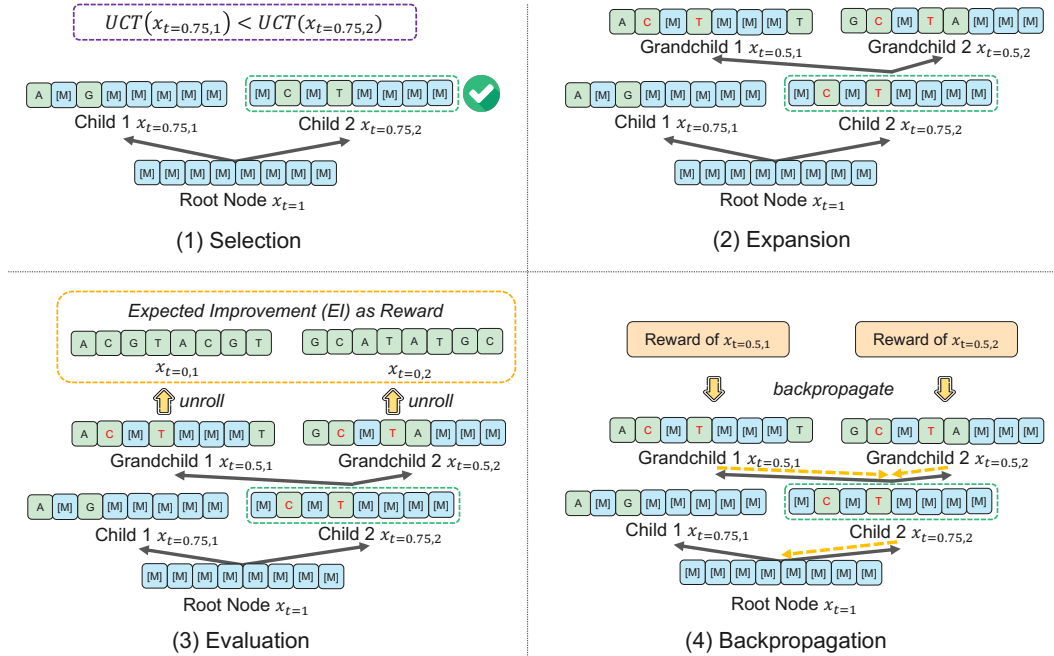 UCT(x_{t=0.75,1}) < UCT(x_{t=0.75,2})
A [M] G [M] [M] [M] [M] [M]
[M] C [M] T [M] [M] [M] [M]
Child 1 x_{t=0.75,1}
Child 2 x_{t=0.75,2}
[M] [M] [M] [M] [M] [M] [M] [M]
Root Node x_{t=1}
(1) Selection
A C [M] T [M] [M] [M] T
G C [M] T A [M] [M] [M]
Grandchild 1 x_{t=0.5,1}
Grandchild 2 x_{t=0.5,2}
A [M] G [M] [M] [M] [M] [M]
[M] C [M] T [M] [M] [M] [M]
Child 1 x_{t=0.75,1}
Child 2 x_{t=0.75,2}
[M] [M] [M] [M] [M] [M] [M] [M]
Root Node x_{t=1}
(2) Expansion
Expected Improvement (EI) as Reward
A C G T A C G T
G C A T A T G C
x_{t=0,1}
x_{t=0,2}
unroll
unroll
A C [M] T [M] [M] [M] T
G C [M] T A [M] [M] [M]
Grandchild 1 x_{t=0.5,1}
Grandchild 2 x_{t=0.5,2}
A [M] G [M] [M] [M] [M] [M]
[M] C [M] T [M] [M] [M] [M]
Child 1 x_{t=0.75,1}
Child 2 x_{t=0.75,2}
[M] [M] [M] [M] [M] [M] [M] [M]
Root Node x_{t=1}
(3) Evaluation
Reward of x_{t=0.5,1}
Reward of x_{t=0.5,2}
backpropagate
A C [M] T [M] [M] [M] T
G C [M] T A [M] [M] [M]
Grandchild 1 x_{t=0.5,1}
Grandchild 2 x_{t=0.5,2}
A [M] G [M] [M] [M] [M] [M]
[M] C [M] T [M] [M] [M] [M]
Child 1 x_{t=0.75,1}
Child 2 x_{t=0.75,2}
[M] [M] [M] [M] [M] [M] [M] [M]
Root Node x_{t=1}
(4) Backpropagation